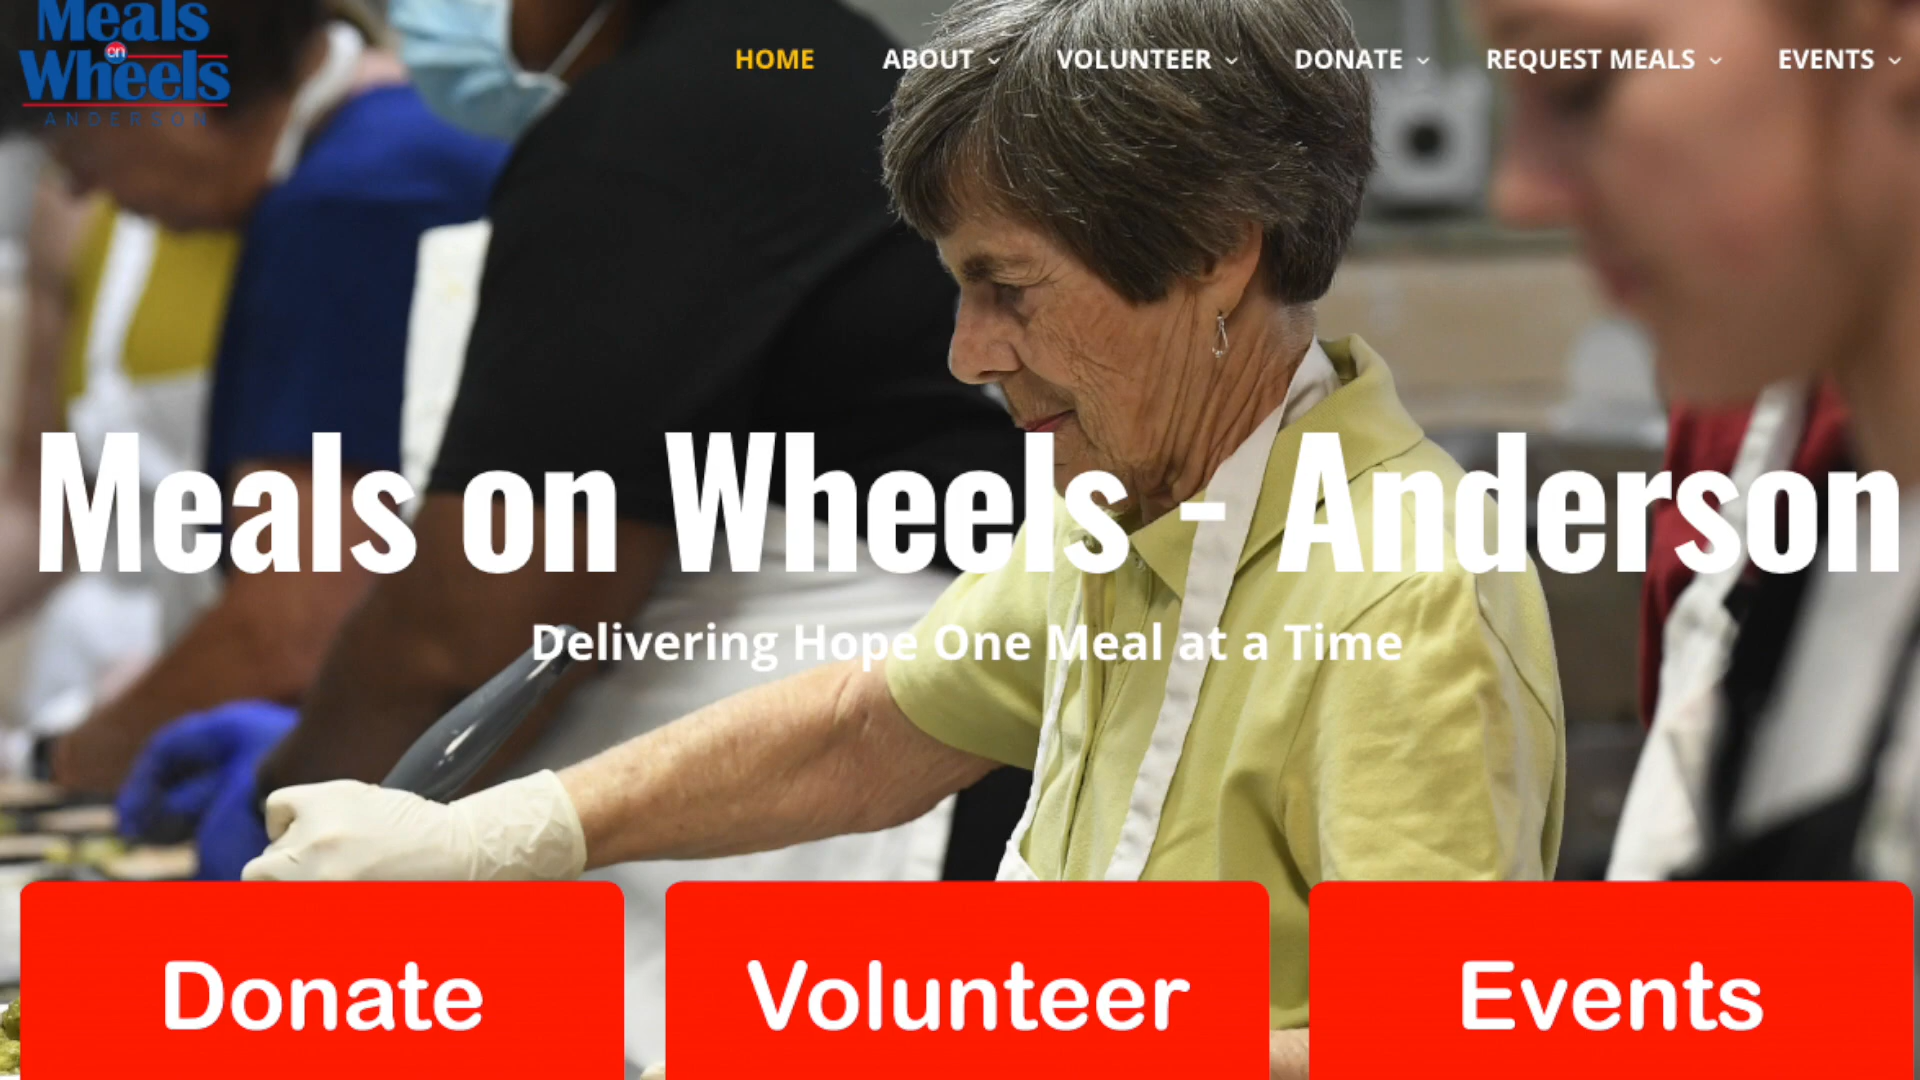 Meals
on
Wheels
ANDERSON
HOME ABOUT VOLUNTEER DONATE REQUEST MEALS EVENTS
Meals on Wheels - Anderson
Delivering Hope One Meal at a Time
Donate Volunteer Events